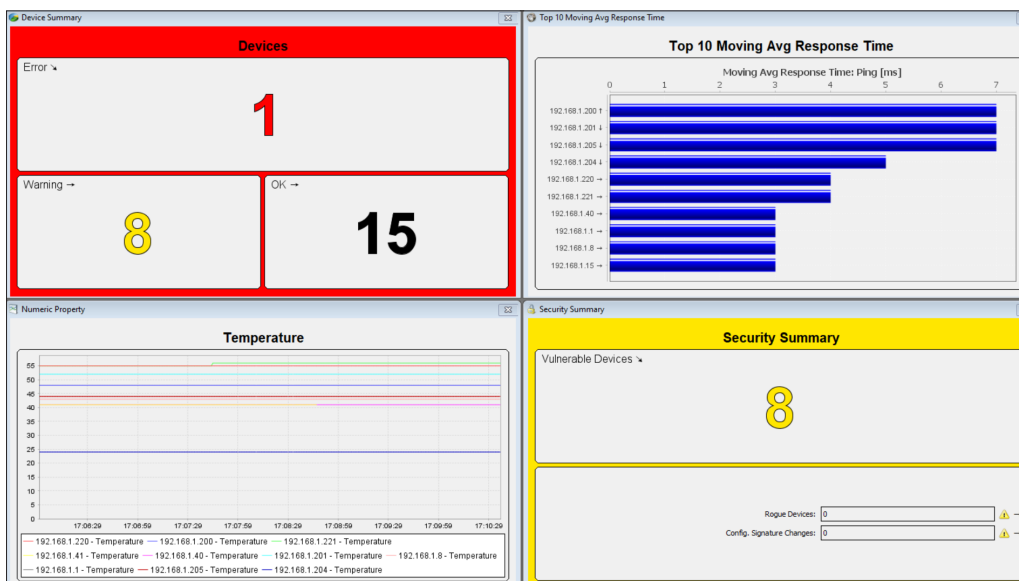 Device Summary
Devices
Error ↘
1
Warning →
8
OK →
15
Top 10 Moving Avg Response Time
Top 10 Moving Avg Response Time
Moving Avg Response Time: Ping [ms]
0 1 2 3 4 5 6 7
192.168.1.200 ↑
192.168.1.201 ↓
192.168.1.205 ↓
192.168.1.204 ↓
192.168.1.220 →
192.168.1.221 →
192.168.1.40 →
192.168.1.1 →
192.168.1.8 →
192.168.1.15 →
Numeric Property
Temperature
55
50
45
40
35
30
25
20
15
10
5
0
17:06:29 17:06:59 17:07:29 17:07:59 17:08:29 17:08:59 17:09:29 17:09:59 17:10:29
192.168.1.220 - Temperature 192.168.1.200 - Temperature 192.168.1.221 - Temperature
192.168.1.41 - Temperature 192.168.1.40 - Temperature 192.168.1.201 - Temperature 192.168.1.8 - Temperature
192.168.1.1 - Temperature 192.168.1.205 - Temperature 192.168.1.204 - Temperature
Security Summary
Security Summary
Vulnerable Devices ↘
8
Rogue Devices: 0
Config. Signature Changes: 0